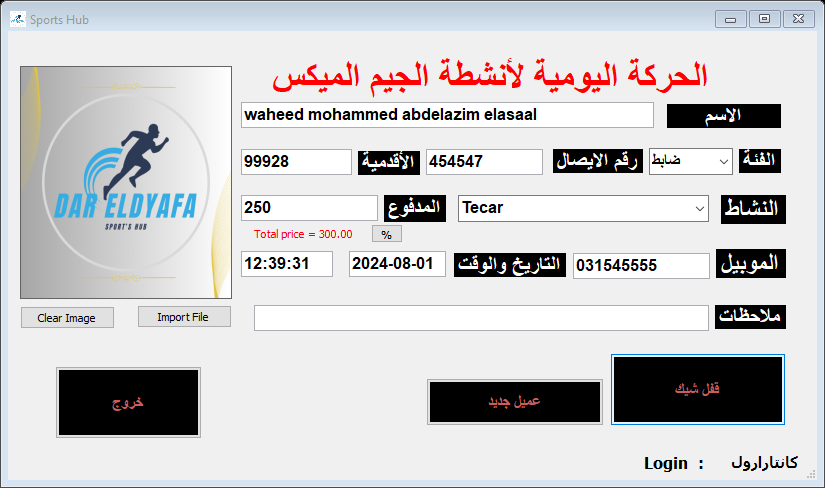 Sports Hub
الحركة اليومية لأنشطة الجيم الميكس
الاسم waheed mohammed abdelazim elasaal
الفئة ضابط رقم الايصال 454547 الأقدمية 99928
النشاط Tecar المدفوع 250
Total price = 300.00 %
الموبيل 031545555 التاريخ والوقت 2024-08-01 12:39:31
ملاحظات
DAR ELDYAFA
SPORT'S HUB
Clear Image Import File
قفل شيك عميل جديد خروج
Login : كانتارارول